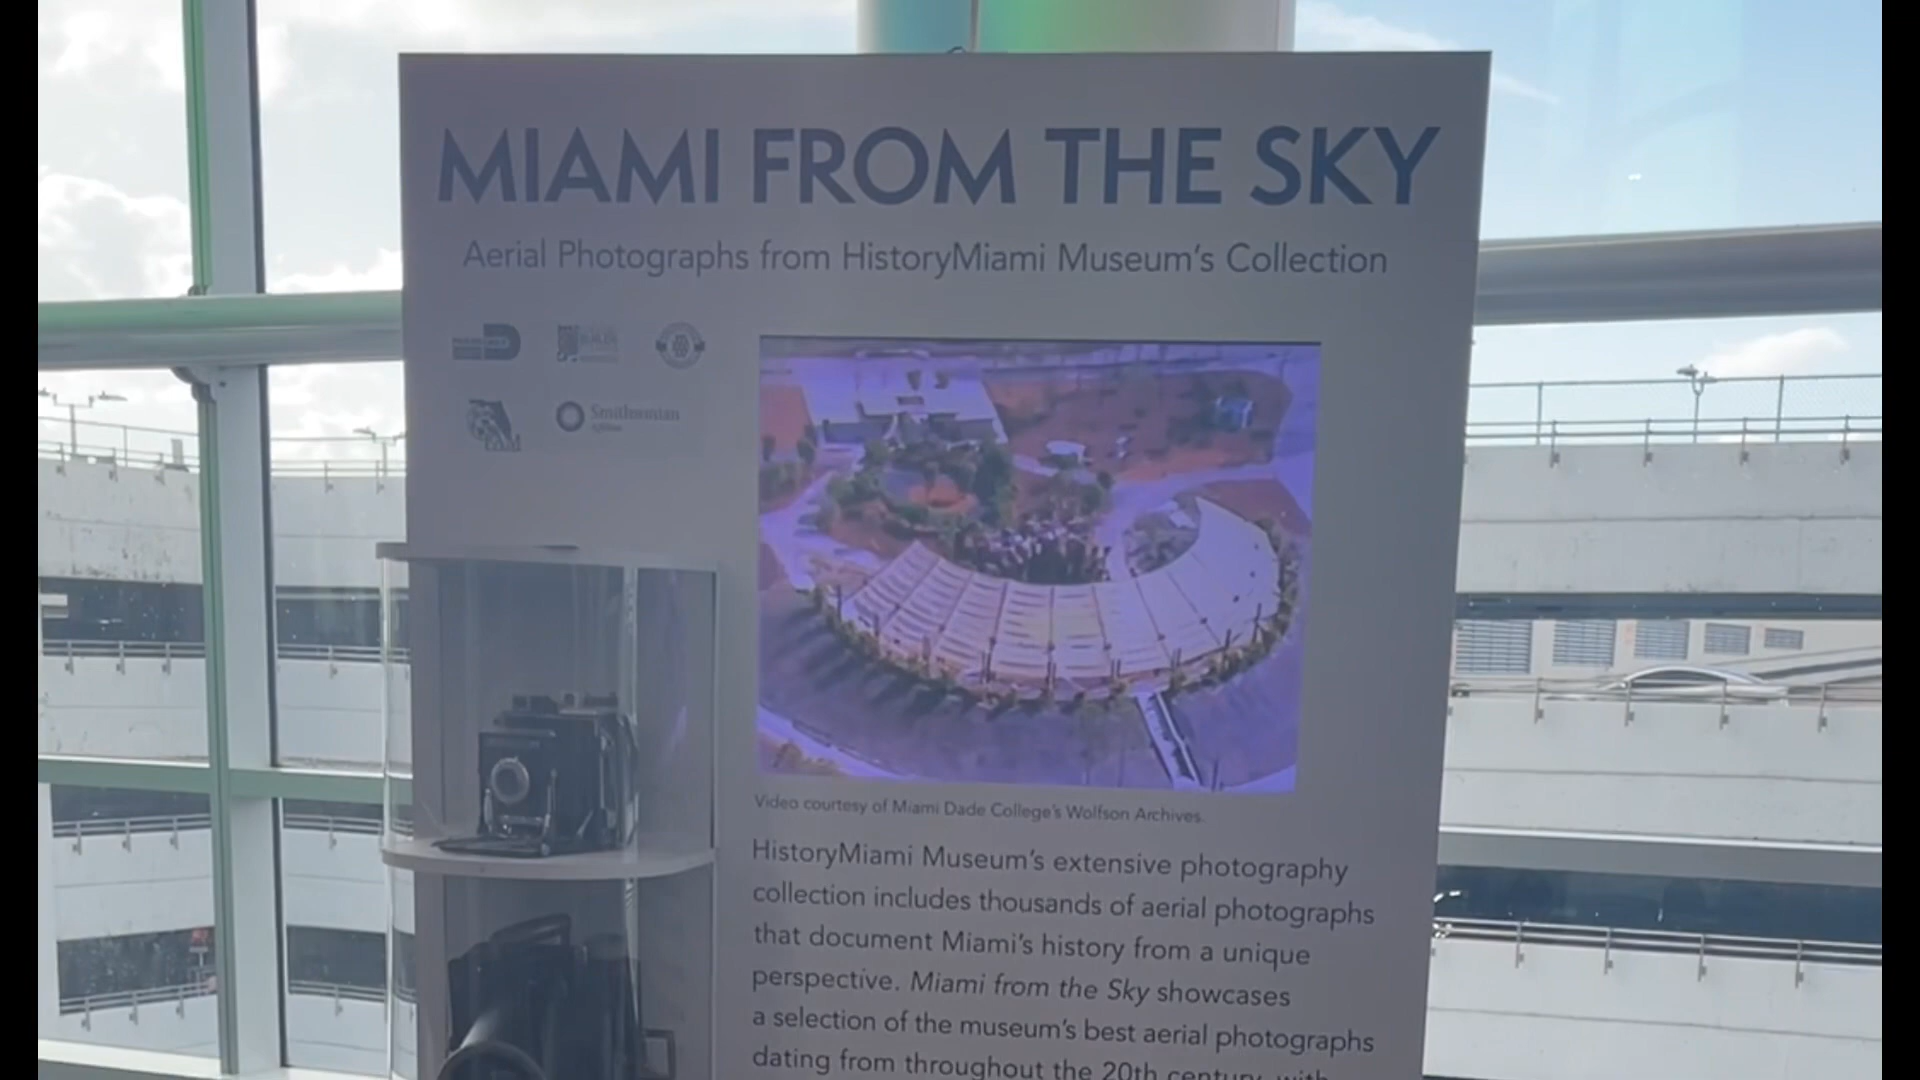 MIAMI FROM THE SKY
Aerial Photographs from HistoryMiami Museum's Collection
Smithsonian
Video courtesy of Miami Dade College's Wolfson Archives.
HistoryMiami Museum's extensive photography
collection includes thousands of aerial photographs
that document Miami's history from a unique
perspective. Miami from the Sky showcases
a selection of the museum's best aerial photographs
dating from throughout the 20th century, with